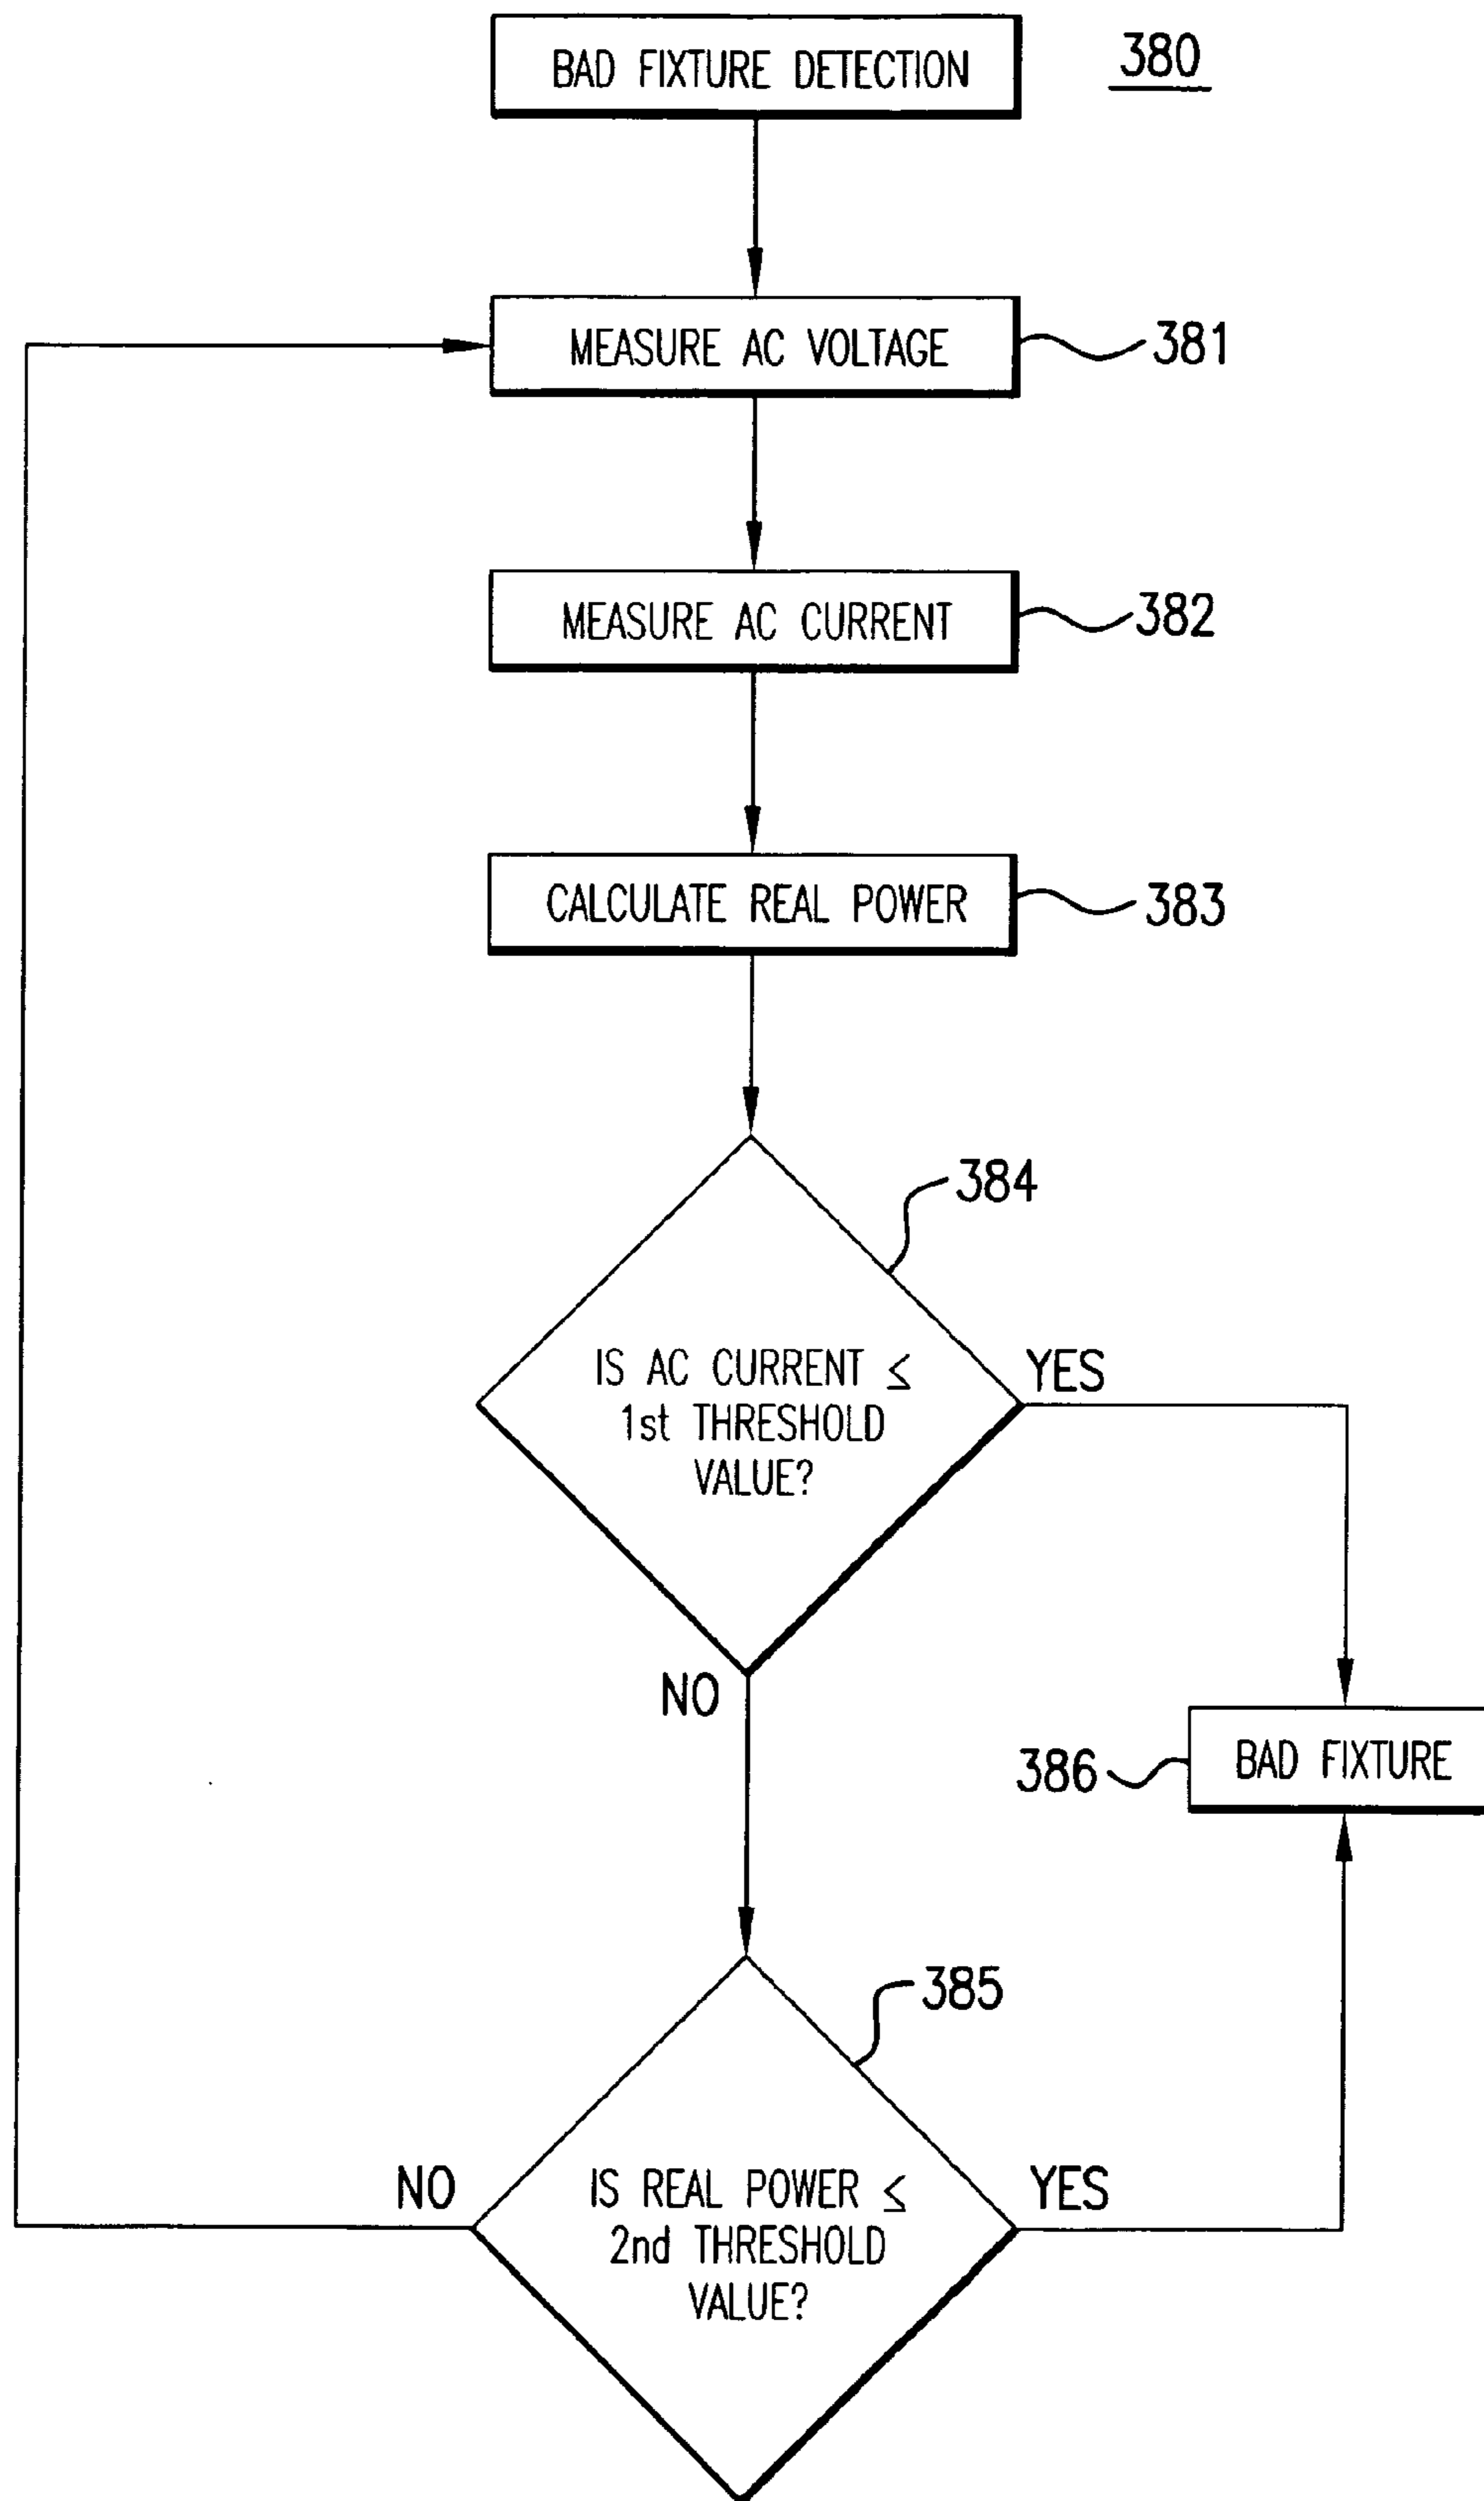 BAD FIXTURE DETECTION
380
MEASURE AC VOLTAGE
381
MEASURE AC CURRENT
382
CALCULATE REAL POWER
383
384
IS AC CURRENT ≤
1st THRESHOLD
VALUE?
YES
NO
386
BAD FIXTURE
385
NO
IS REAL POWER ≤
2nd THRESHOLD
VALUE?
YES